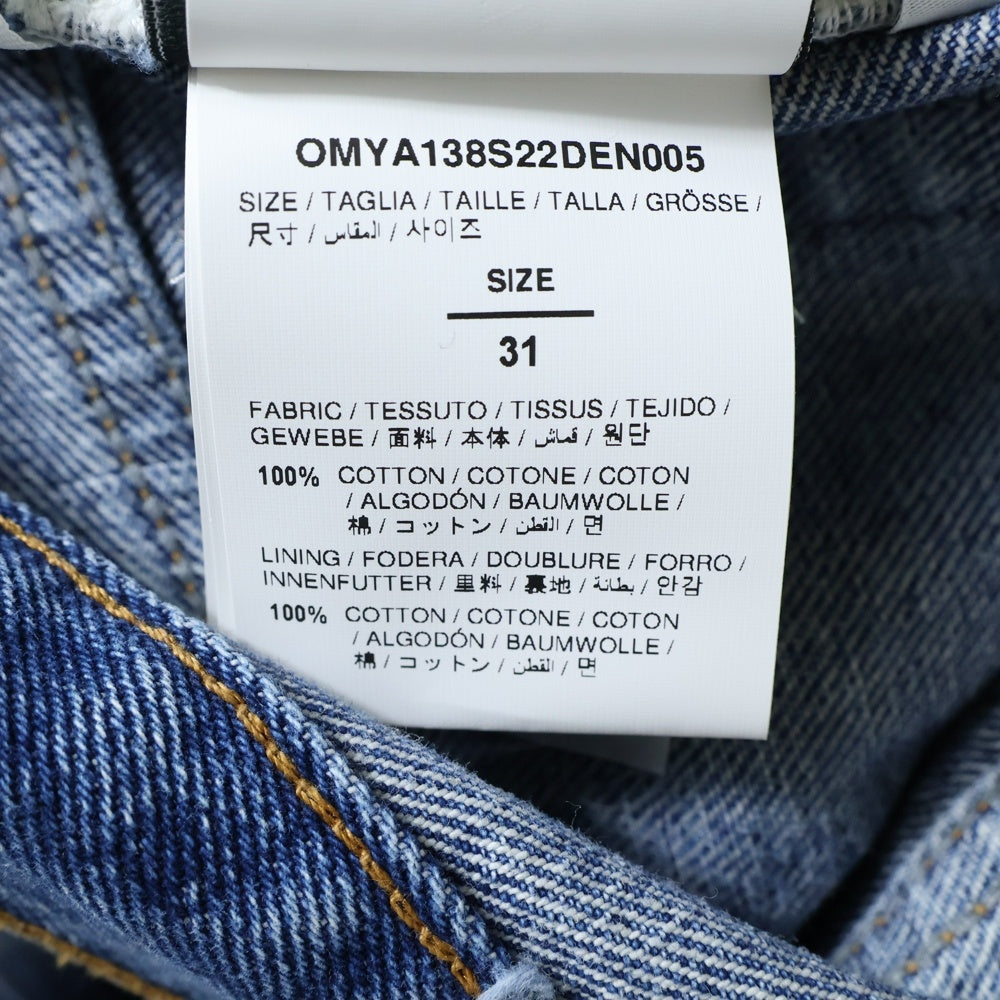 OMYA138S22DEN005
SIZE / TAGLIA / TAILLE / TALLA / GRÖSSE /
尺寸 / المقاس / 사이즈
SIZE
31
FABRIC / TESSUTO / TISSUS / TEJIDO /
GEWEBE / 面料 / 本体 / قماش / 원단
100% COTTON / COTONE / COTON
/ ALGODÓN / BAUMWOLLE /
棉 / コットン / القطن / 면
LINING / FODERA / DOUBLURE / FORRO /
INNENFUTTER / 里料 / 裏地 / بطانة / 안감
100% COTTON / COTONE / COTON
/ ALGODÓN / BAUMWOLLE /
棉 / コットン / القطن / 면